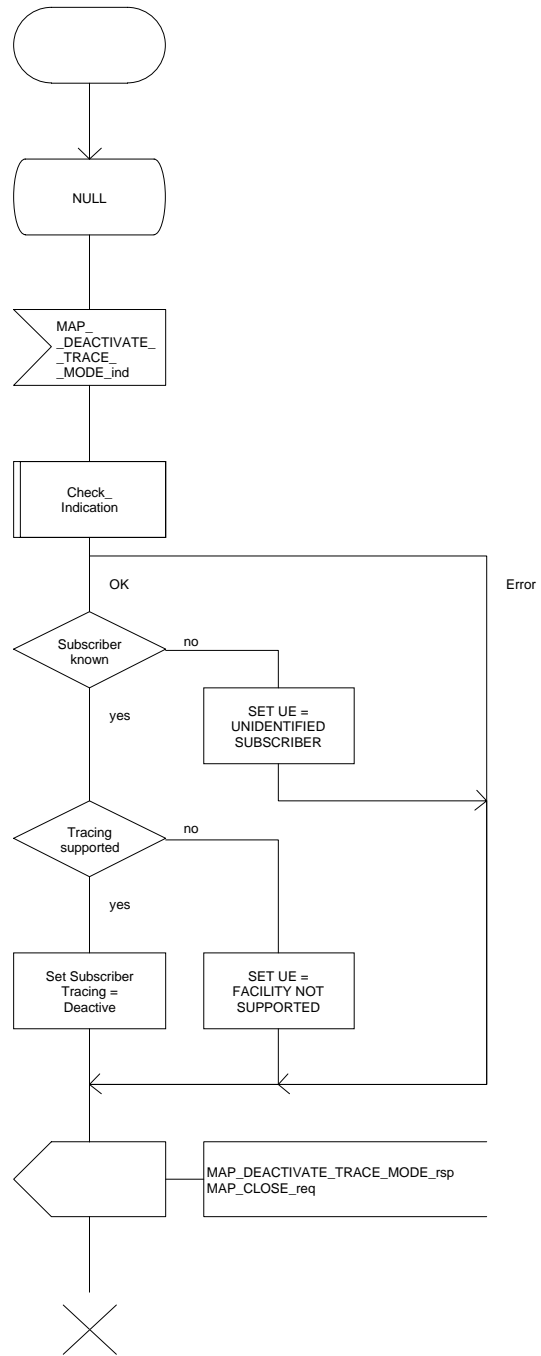 NULL
MAP_
_DEACTIVATE_
_TRACE_
_MODE_ind
Check_
Indication
OK
Error
Subscriber
known
no
yes
SET UE =
UNIDENTIFIED
SUBSCRIBER
Tracing
supported
no
yes
Set Subscriber
Tracing =
Deactive
SET UE =
FACILITY NOT
SUPPORTED
MAP_DEACTIVATE_TRACE_MODE_rsp
MAP_CLOSE_req